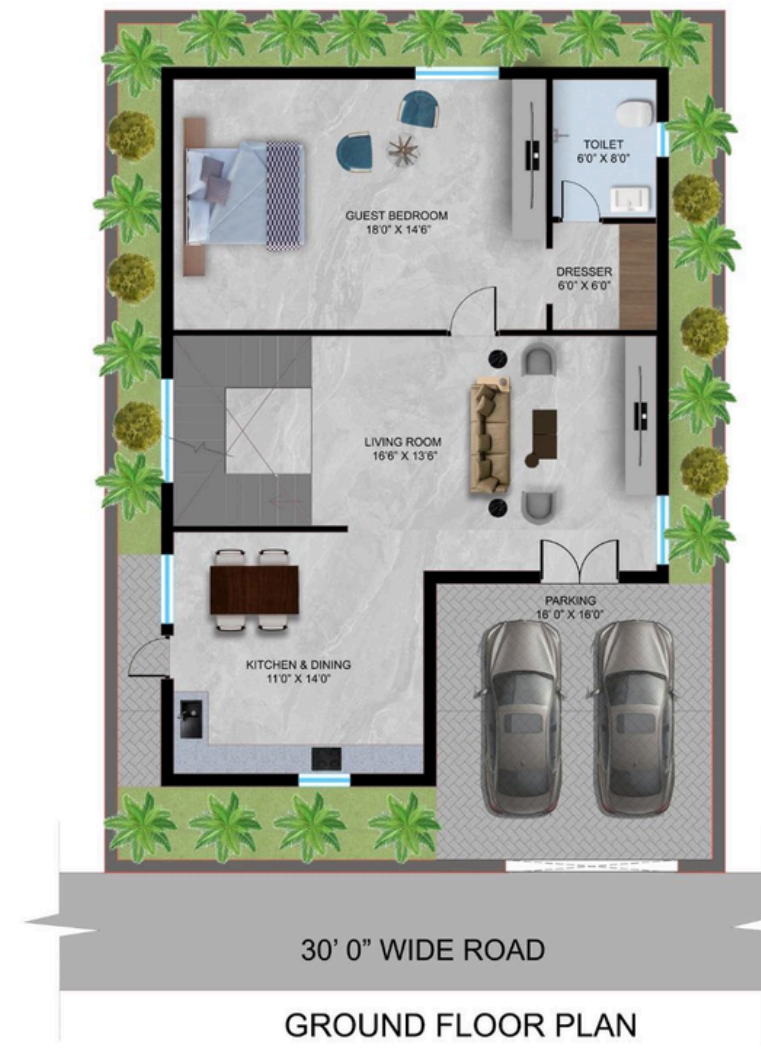 TOILET
6'0" X 8'0"
GUEST BEDROOM
18'0" X 14'6"
DRESSER
6'0" X 6'0"
LIVING ROOM
16'6" X 13'6"
PARKING
16' 0" X 16'0"
KITCHEN & DINING
11'0" X 14'0"
30' 0" WIDE ROAD
GROUND FLOOR PLAN